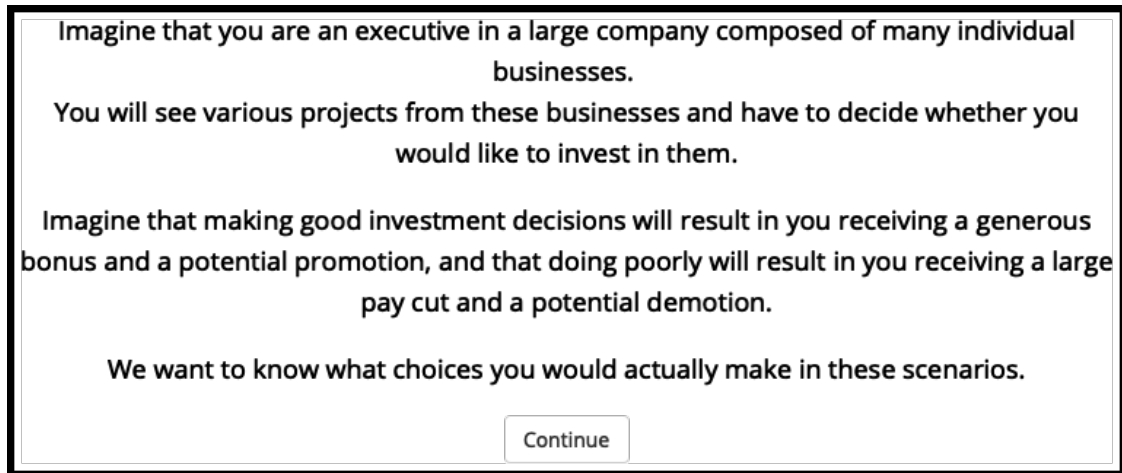 Imagine that you are an executive in a large company composed of many individual
businesses.
You will see various projects from these businesses and have to decide whether you
would like to invest in them.
Imagine that making good investment decisions will result in you receiving a generous
bonus and a potential promotion, and that doing poorly will result in you receiving a large
pay cut and a potential demotion.
We want to know what choices you would actually make in these scenarios.
Continue